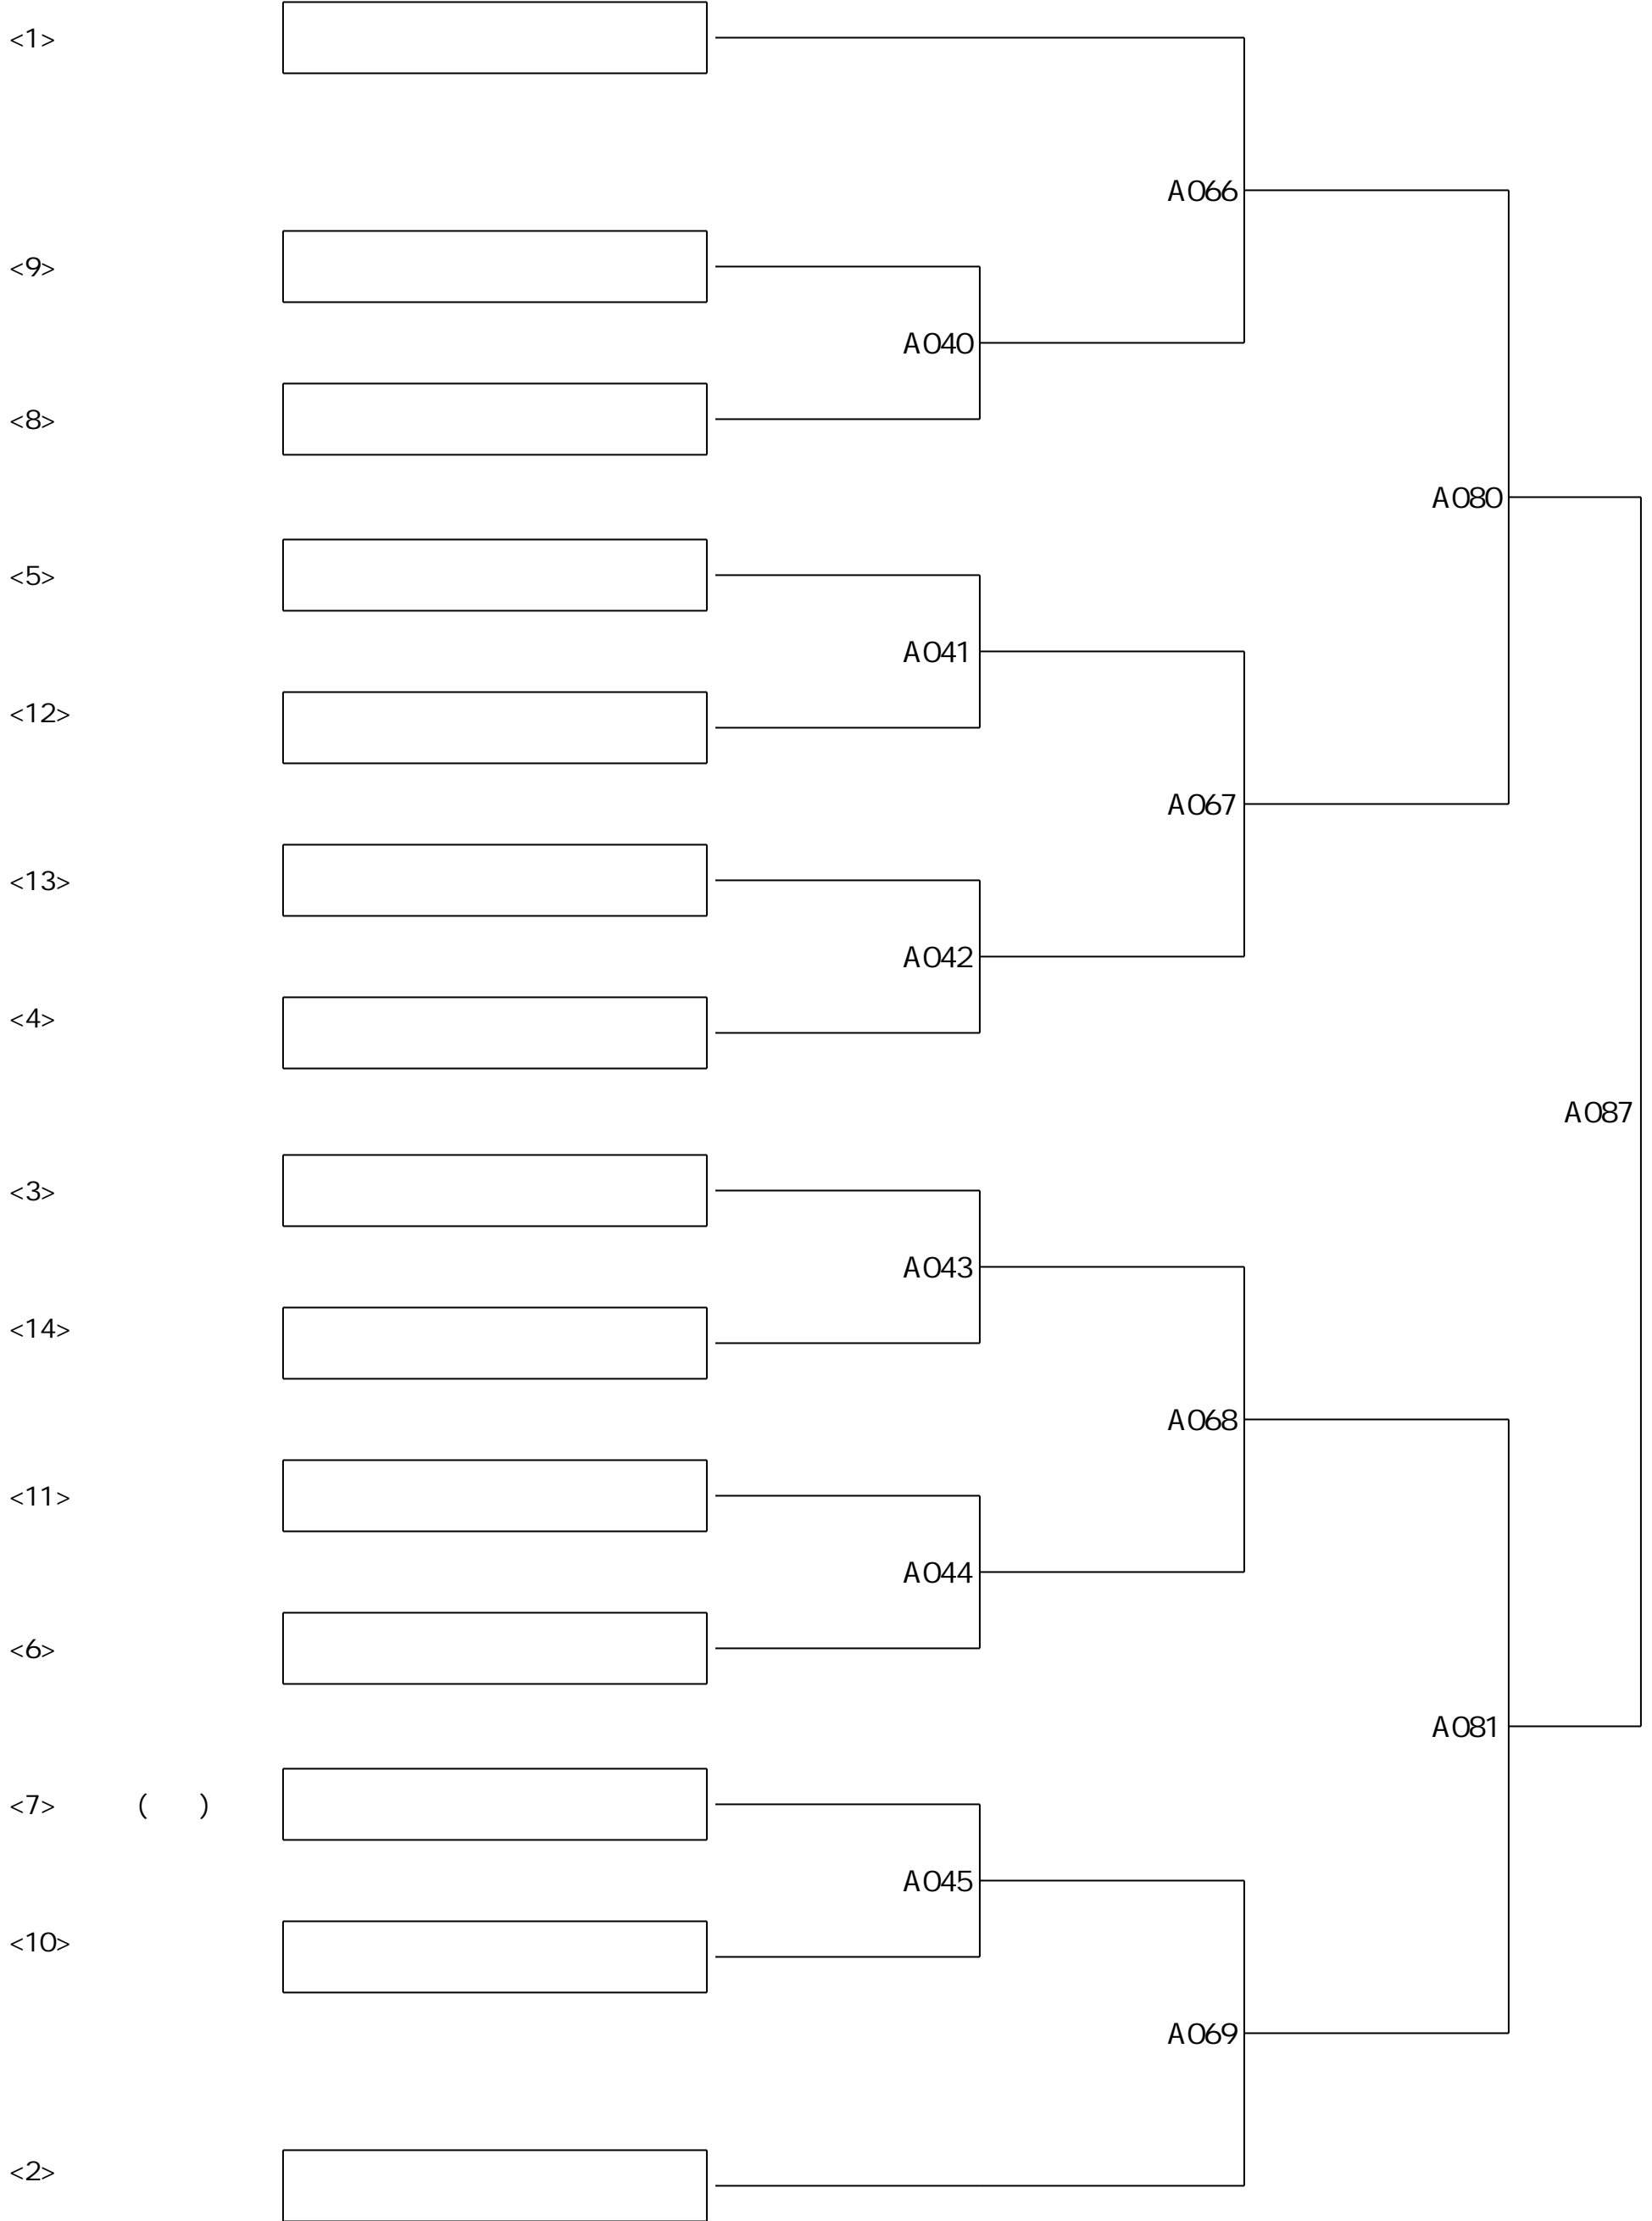 <1>
A066
<9>
A040
<8>
A080
<5>
A041
<12>
A067
<13>
A042
<4>
A087
<3>
A043
<14>
A068
<11>
A044
<6>
A081
<7> ( )
A045
<10>
A069
<2>